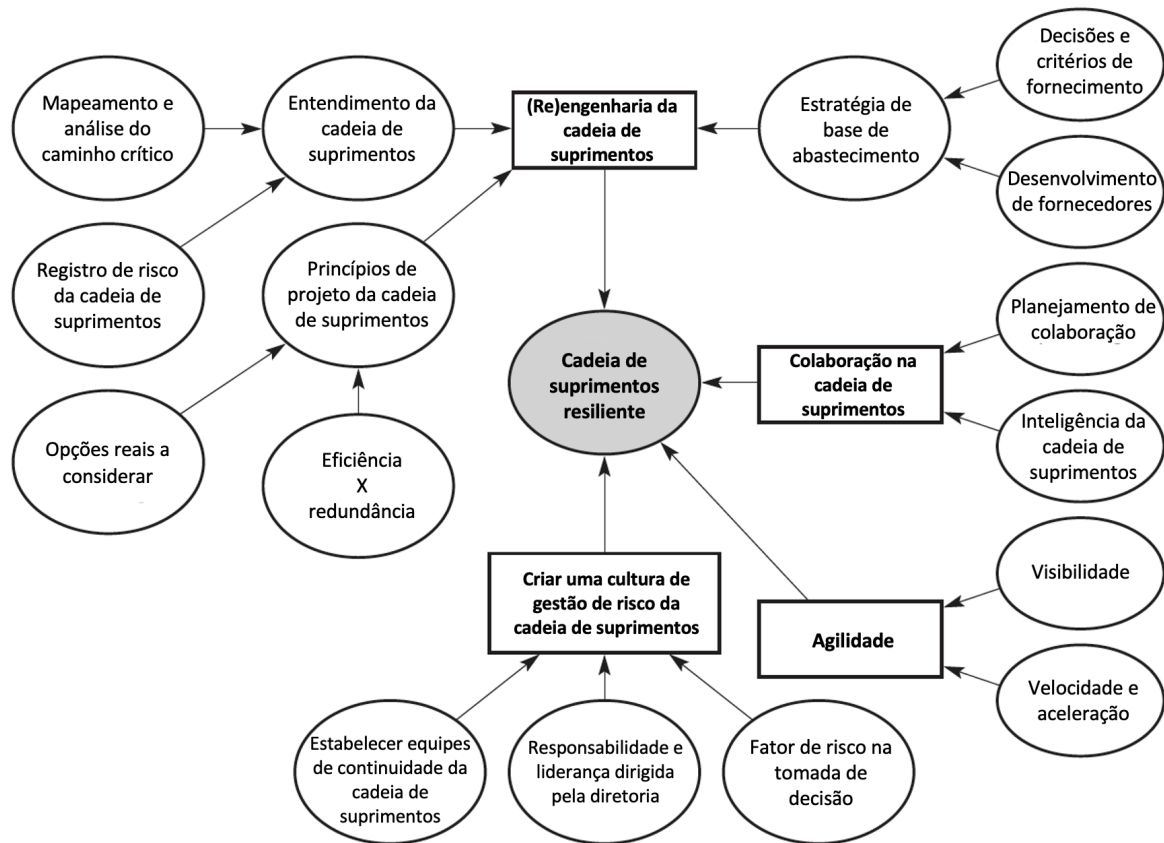 Mapeamento e
análise do
caminho crítico
Entendimento da
cadeia de
suprimentos
(Re)engenharia da
cadeia de
suprimentos
Estratégia de
base de
abastecimento
Decisões e
critérios de
fornecimento
Desenvolvimento
de fornecedores
Registro de risco
da cadeia de
suprimentos
Princípios de
projeto da cadeia
de suprimentos
Planejamento de
colaboração
Cadeia de
suprimentos
resiliente
Colaboração na
cadeia de
suprimentos
Inteligência da
cadeia de
suprimentos
Opções reais a
considerar
Eficiência
X
redundância
Criar uma cultura de
gestão de risco da
cadeia de suprimentos
Visibilidade
Agilidade
Velocidade e
aceleração
Estabelecer equipes
de continuidade da
cadeia de
suprimentos
Responsabilidade e
liderança dirigida
pela diretoria
Fator de risco na
tomada de
decisão